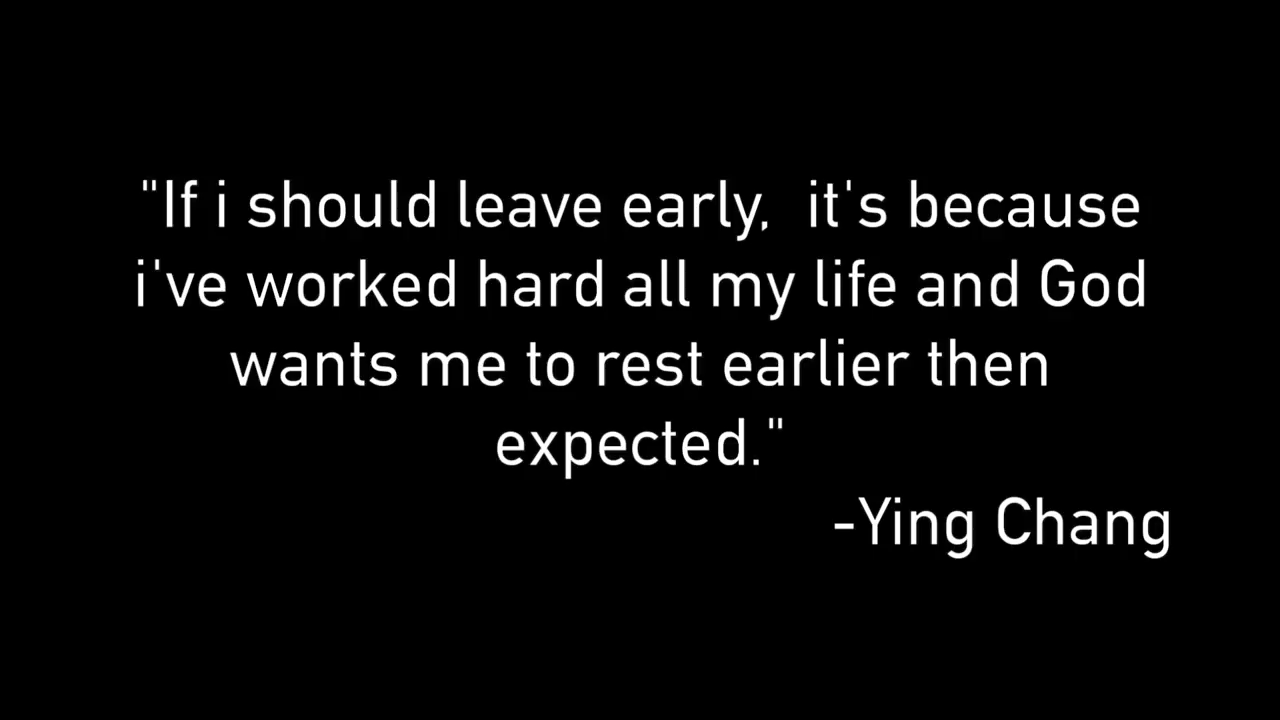 "If i should leave early,  it's because
i've worked hard all my life and God
wants me to rest earlier then
expected."
-Ying Chang